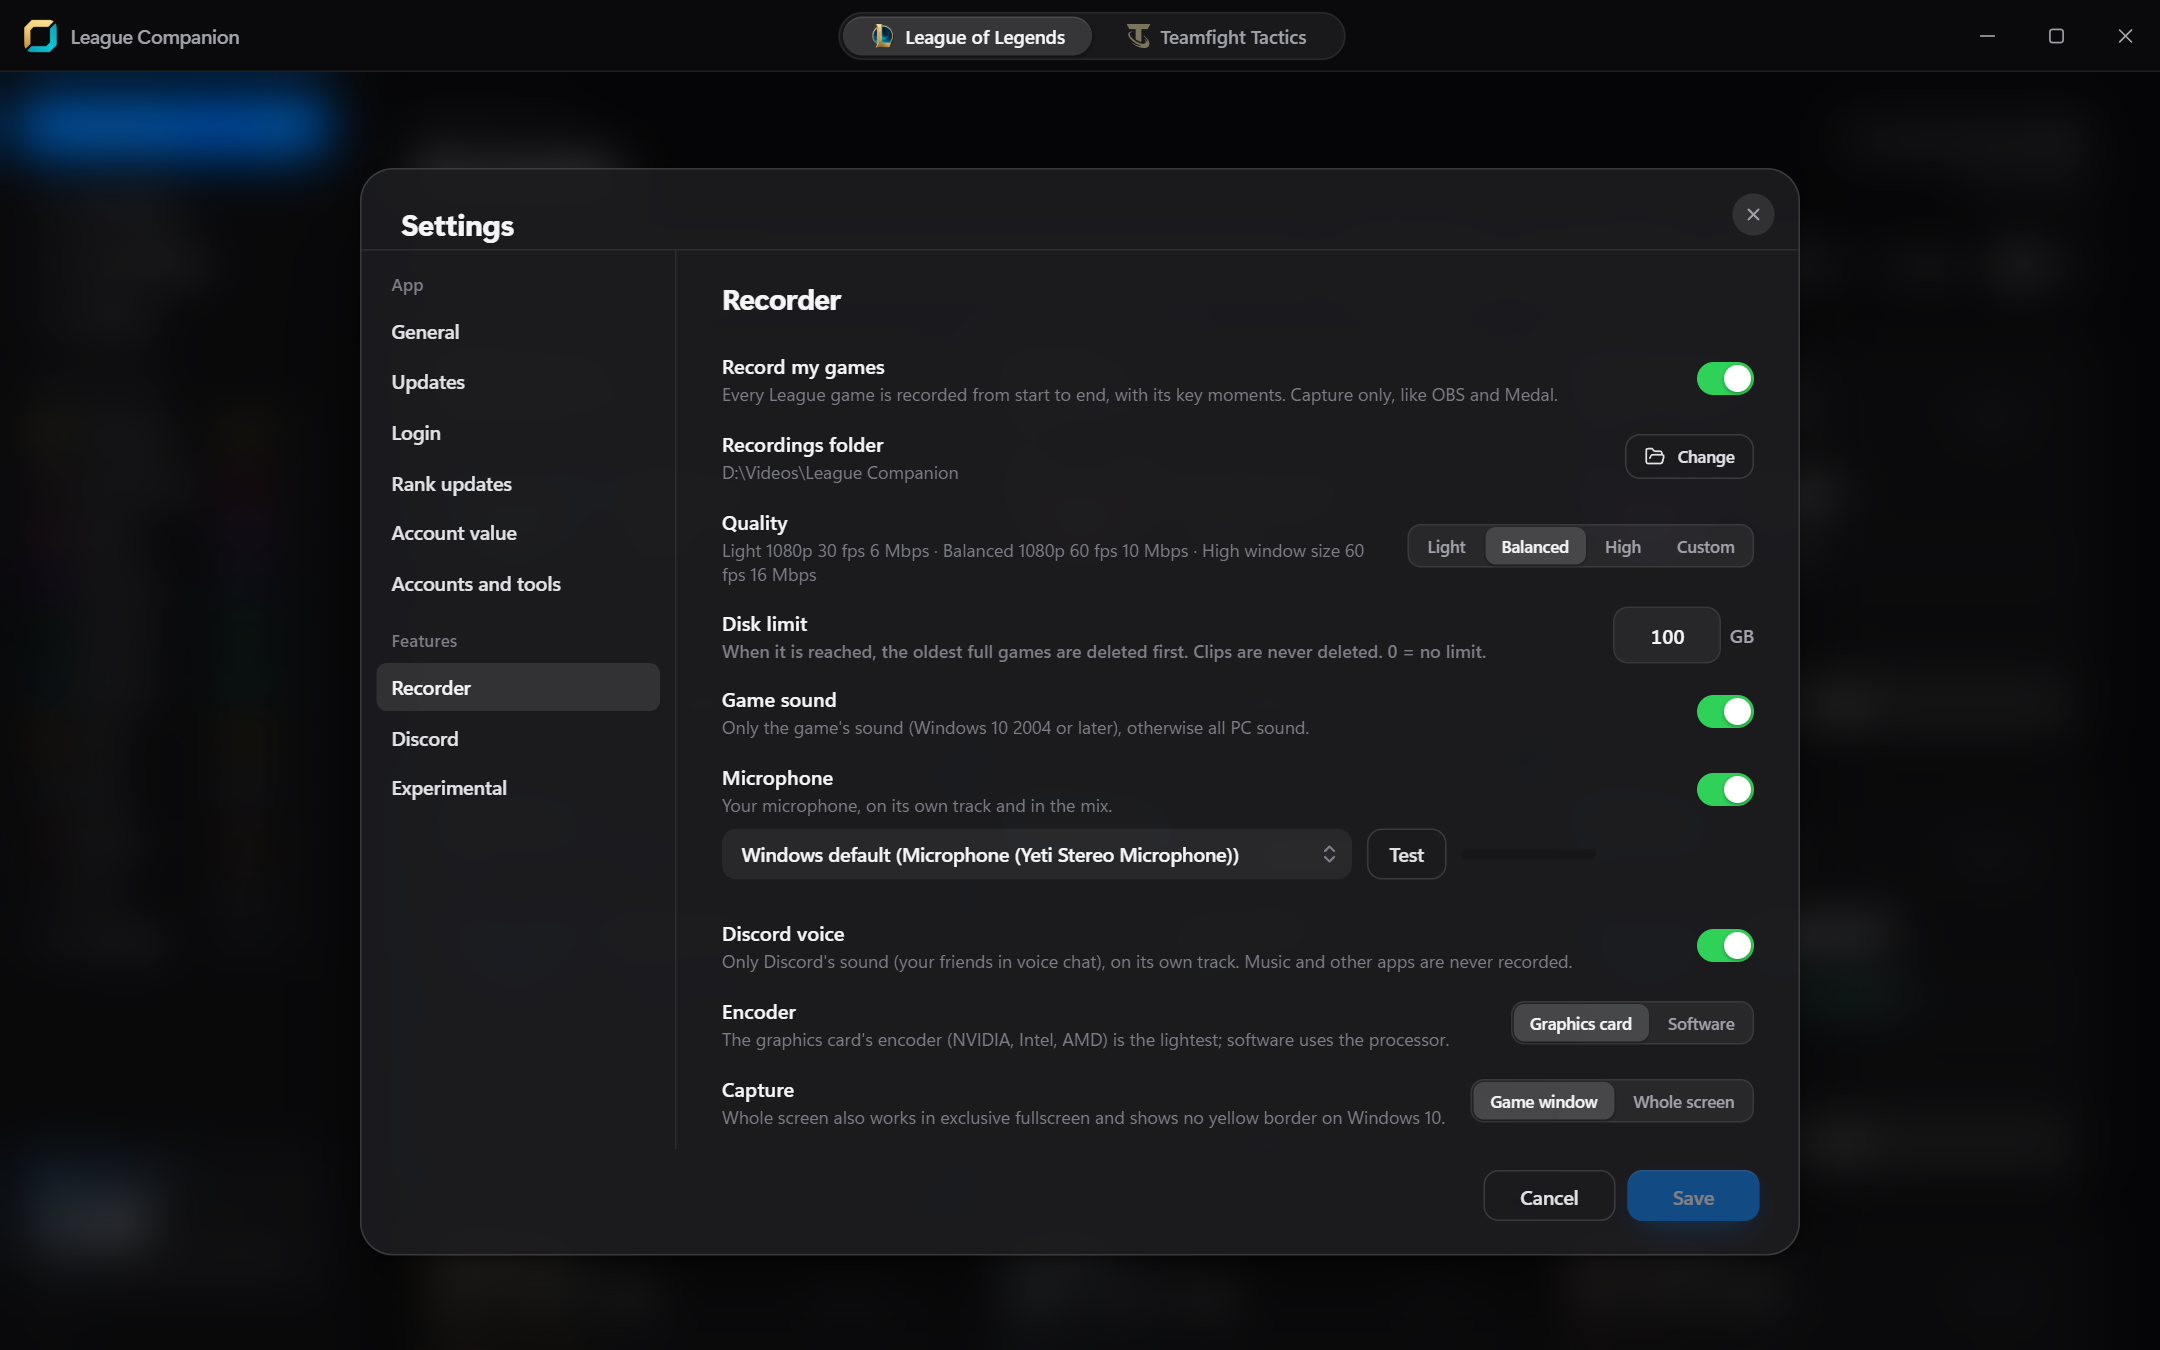 League Companion
League of Legends
Teamfight Tactics
Settings
App
General
Updates
Login
Rank updates
Account value
Accounts and tools
Features
Recorder
Discord
Experimental
Recorder
Record my games
Every League game is recorded from start to end, with its key moments. Capture only, like OBS and Medal.
Recordings folder
D:\Videos\League Companion
Change
Quality
Light 1080p 30 fps 6 Mbps · Balanced 1080p 60 fps 10 Mbps · High window size 60
fps 16 Mbps
Light
Balanced
High
Custom
Disk limit
When it is reached, the oldest full games are deleted first. Clips are never deleted. 0 = no limit.
100
GB
Game sound
Only the game's sound (Windows 10 2004 or later), otherwise all PC sound.
Microphone
Your microphone, on its own track and in the mix.
Windows default (Microphone (Yeti Stereo Microphone))
Test
Discord voice
Only Discord's sound (your friends in voice chat), on its own track. Music and other apps are never recorded.
Encoder
The graphics card's encoder (NVIDIA, Intel, AMD) is the lightest; software uses the processor.
Graphics card
Software
Capture
Whole screen also works in exclusive fullscreen and shows no yellow border on Windows 10.
Game window
Whole screen
Cancel
Save